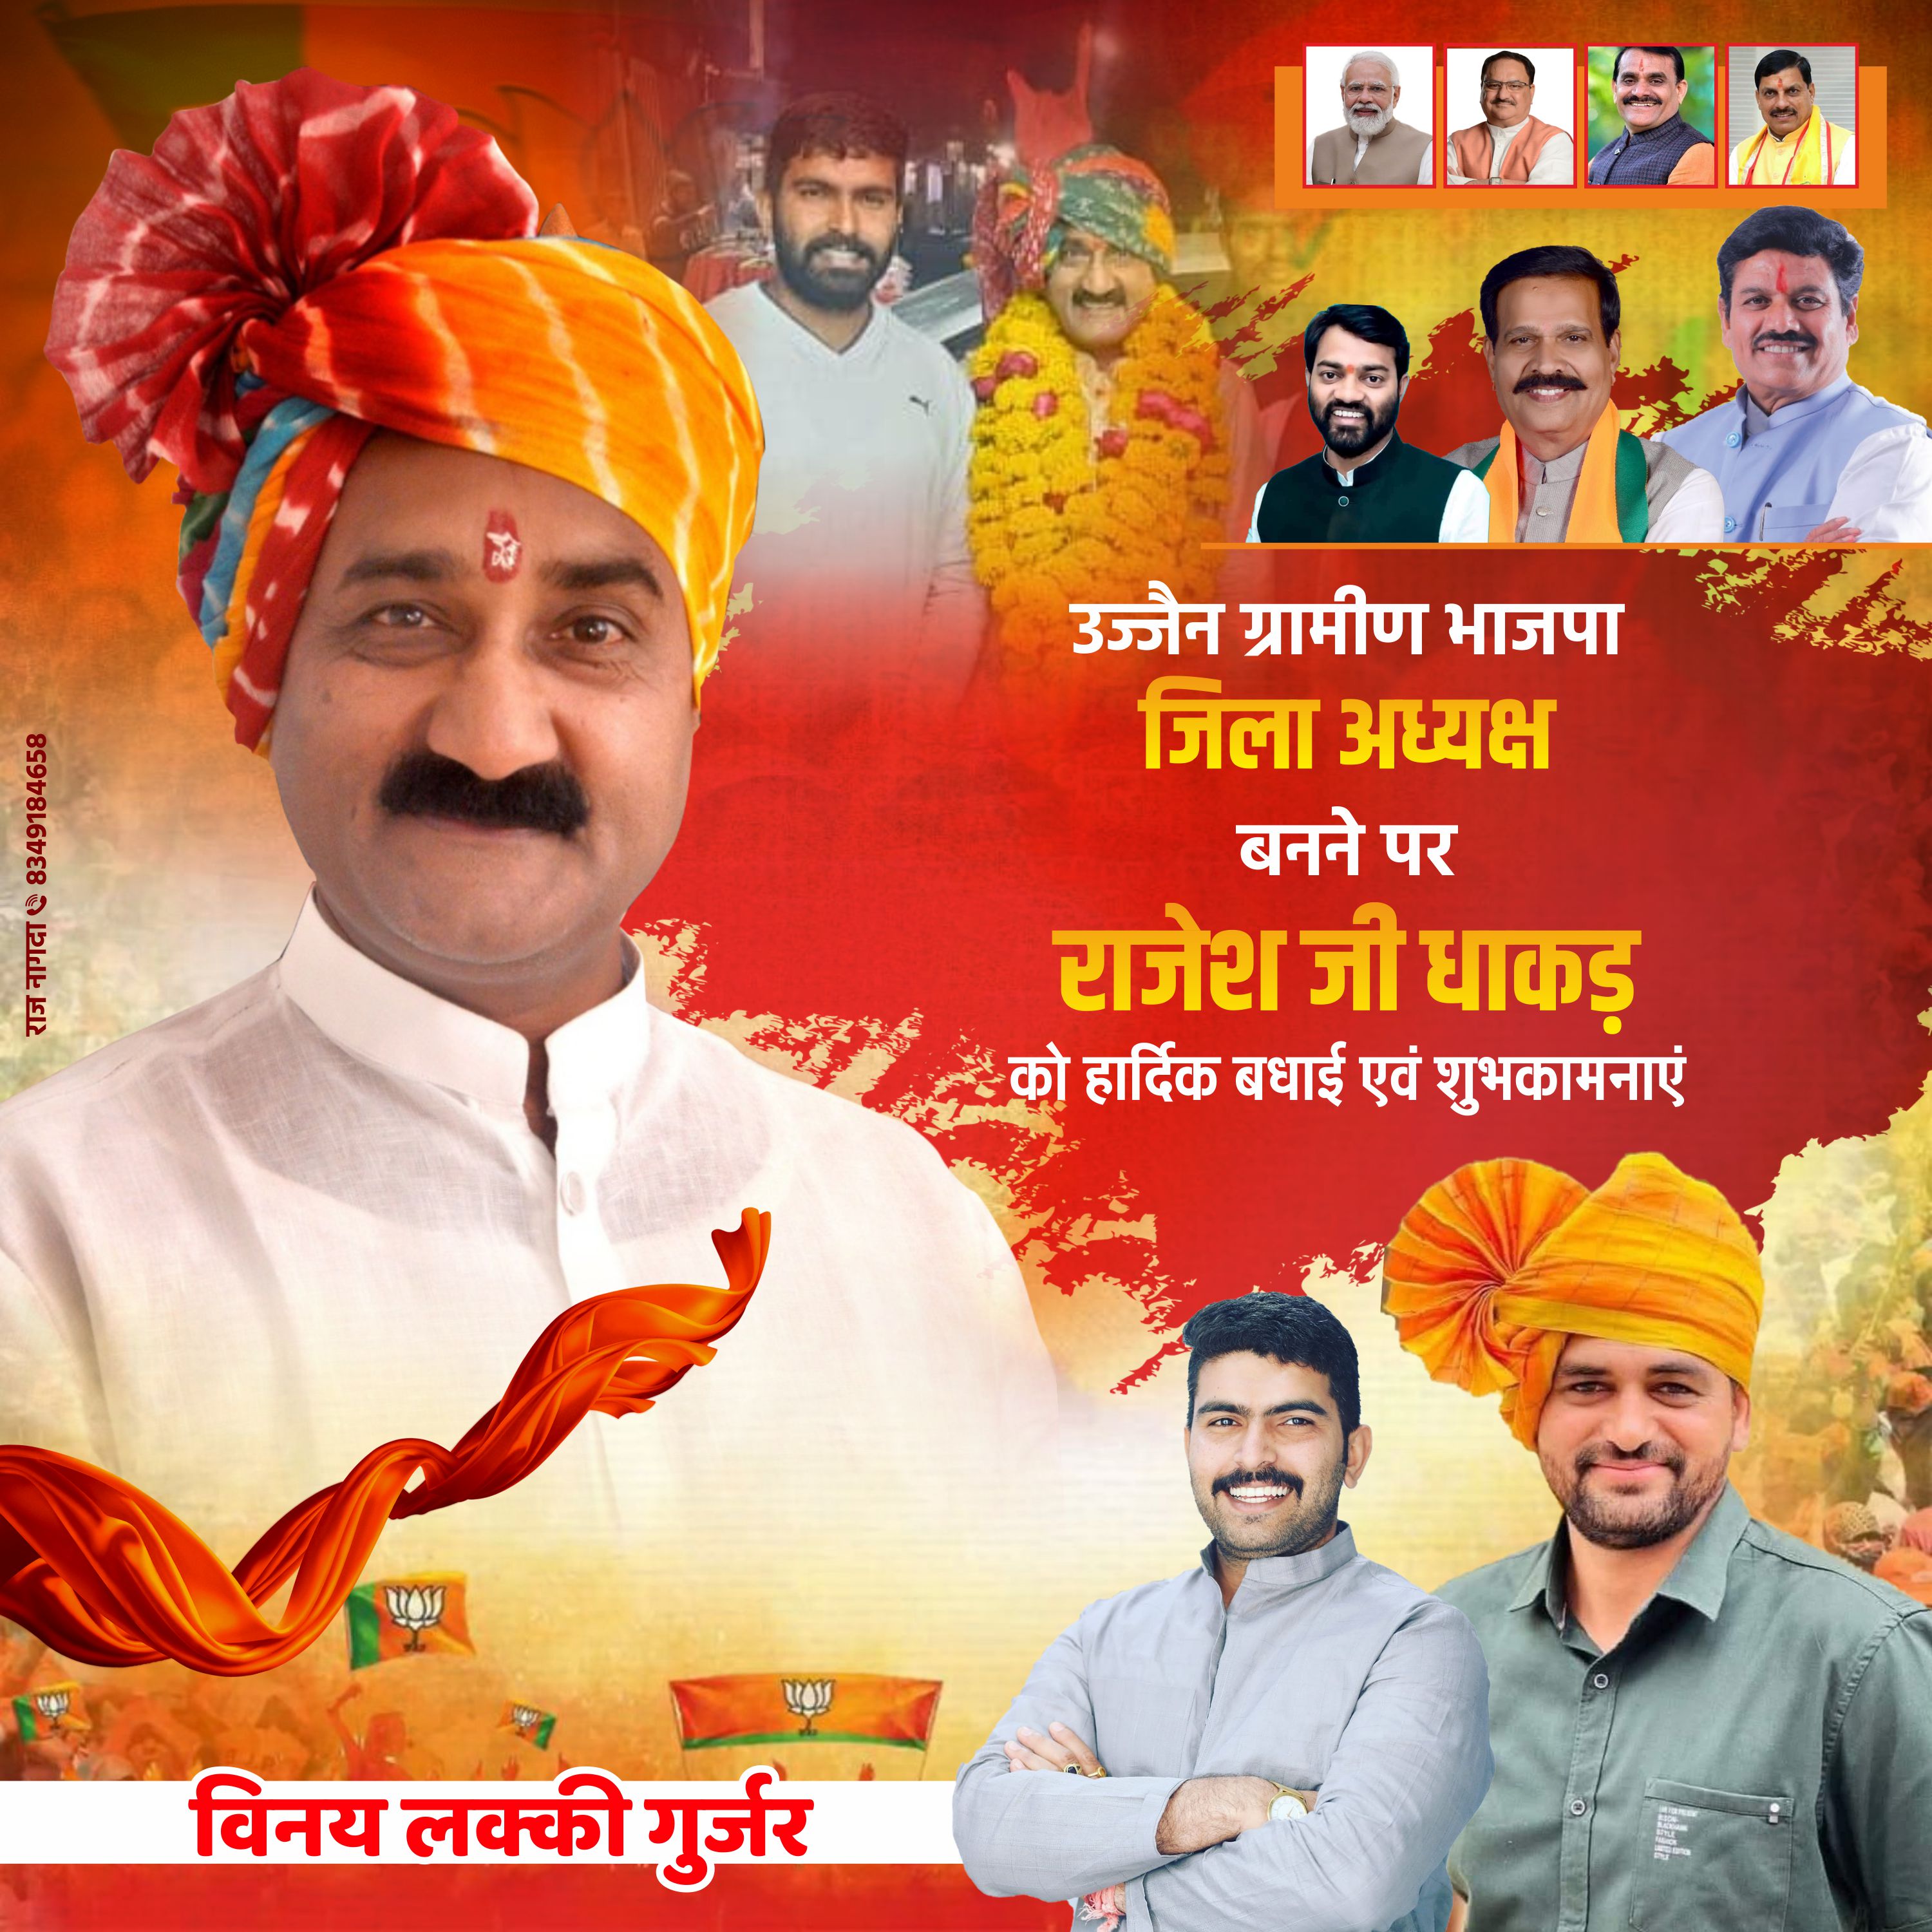 उज्जैन ग्रामीण भाजपा
जिला अध्यक्ष
बनने पर
राजेश जी धाकड़
को हार्दिक बधाई एवं शुभकामनाएं
राज नागदा 8349184658
विनय लक्की गुर्जर